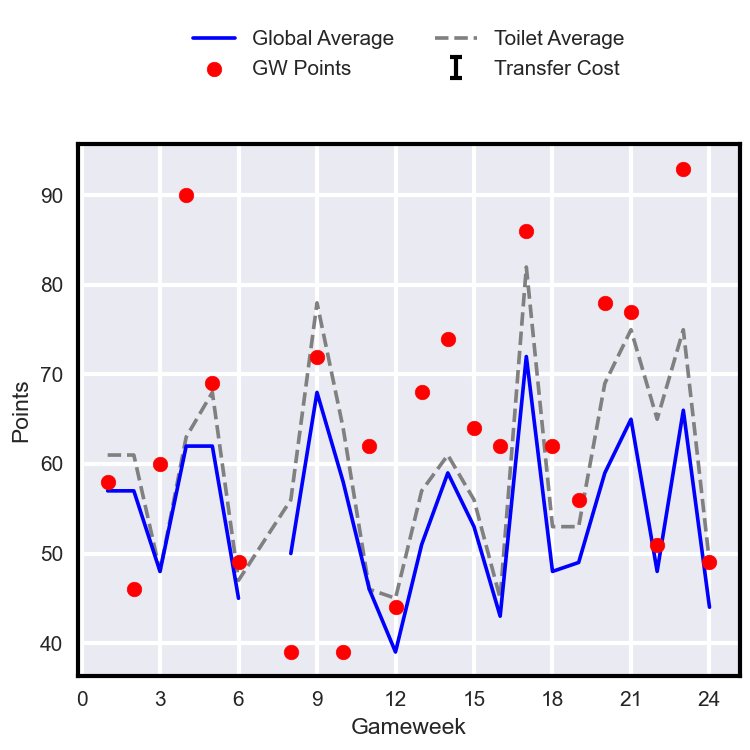 Global Average
Toilet Average
GW Points
Transfer Cost
90
80
70
60
50
40
Points
0 3 6 9 12 15 18 21 24
Gameweek